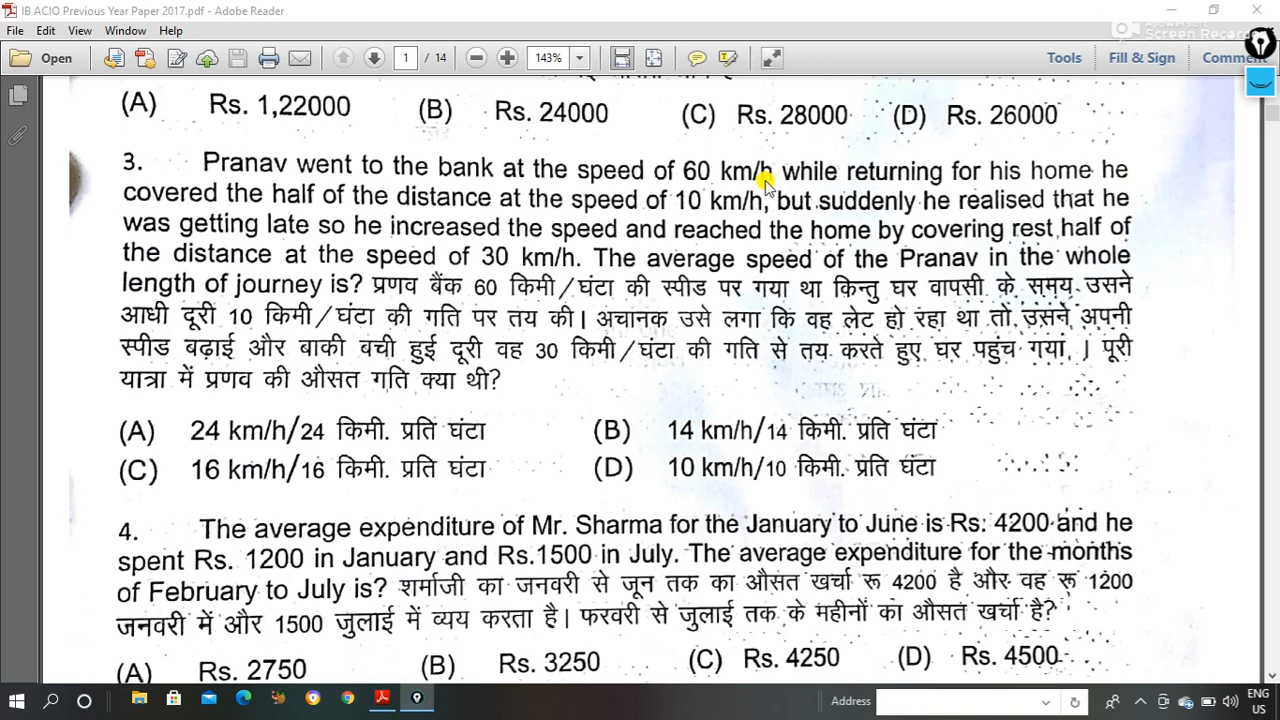 IB ACIO Previous Year Paper 2017.pdf - Adobe Reader
File Edit View Window Help
Open 1 14 143% Tools Fill & Sign Comment
(A) Rs. 1,22000 (B) Rs. 24000 (C) Rs. 28000 (D) Rs. 26000
3. Pranav went to the bank at the speed of 60 km/h while returning for his home he
covered the half of the distance at the speed of 10 km/h, but suddenly he realised that he
was getting late so he increased the speed and reached the home by covering rest half of
the distance at the speed of 30 km/h. The average speed of the Pranav in the whole
length of journey is? प्रणव बैंक 60 किमी/घंटा की स्पीड पर गया था किन्तु घर वापसी के समय उसने
आधी दूरी 10 किमी/घंटा की गति पर तय की। अचानक उसे लगा कि वह लेट हो रहा था तो उसने अपनी
स्पीड बढ़ाई और बाकी बची हुई दूरी वह 30 किमी/घंटा की गति से तय करते हुए घर पहुंच गया । पूरी
यात्रा में प्रणव की औसत गति क्या थी?
(A) 24 km/h/24 किमी. प्रति घंटा (B) 14 km/h/14 किमी. प्रति घंटा
(C) 16 km/h/16 किमी. प्रति घंटा (D) 10 km/h/10 किमी. प्रति घंटा
4. The average expenditure of Mr. Sharma for the January to June is Rs. 4200 and he
spent Rs. 1200 in January and Rs.1500 in July. The average expenditure for the months
of February to July is? शर्माजी का जनवरी से जून तक का औसत खर्चा रू 4200 है और वह रू 1200
जनवरी में और 1500 जुलाई में व्यय करता है। फरवरी से जुलाई तक के महीनों का औसत खर्चा है?
(A) Rs. 2750 (B) Rs. 3250 (C) Rs. 4250 (D) Rs. 4500
Address ENG
US